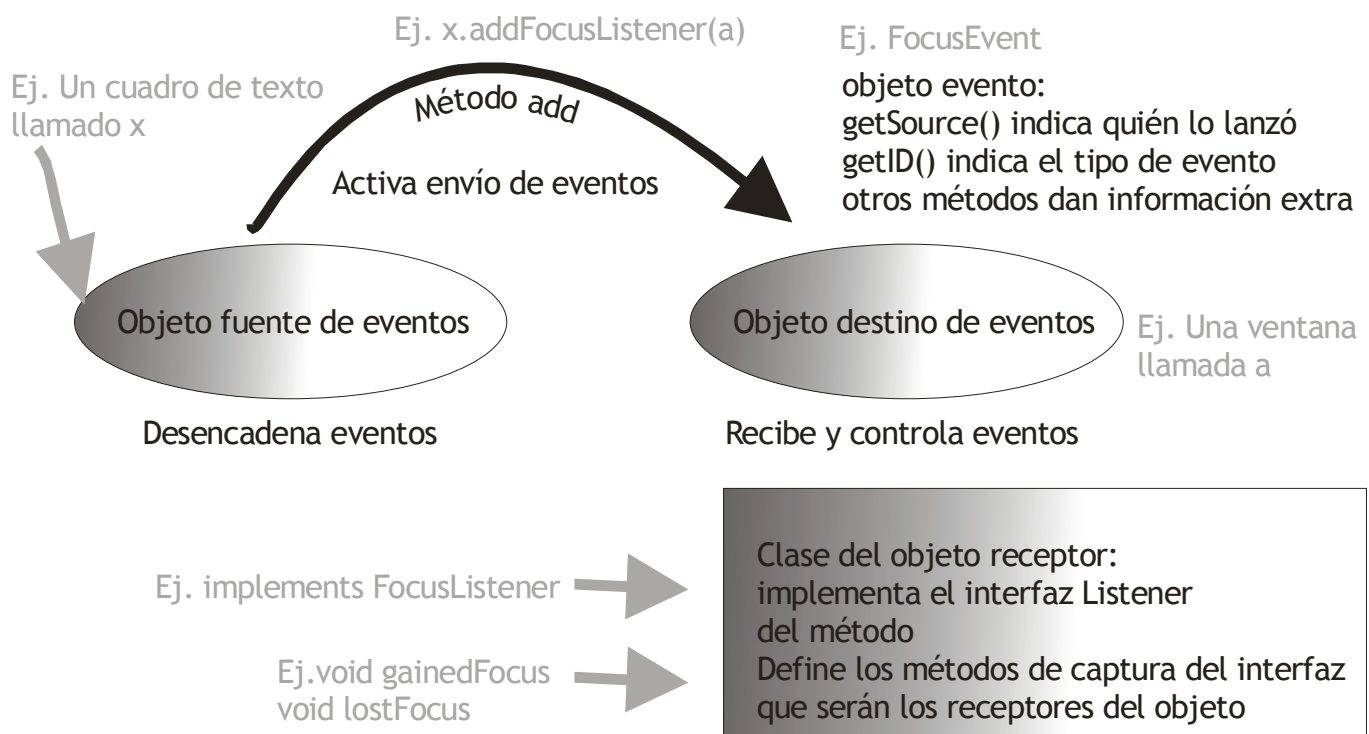 Ej. x.addFocusListener(a)
Ej. FocusEvent
Ej. Un cuadro de texto
llamado x
Método add
objeto evento:
getSource() indica quién lo lanzó
getID() indica el tipo de evento
otros métodos dan información extra
Activa envío de eventos
Objeto fuente de eventos
Objeto destino de eventos
Ej. Una ventana
llamada a
Desencadena eventos
Recibe y controla eventos
Ej. implements FocusListener
Clase del objeto receptor:
implementa el interfaz Listener
del método
Define los métodos de captura del interfaz
que serán los receptores del objeto
Ej.void gainedFocus
void lostFocus